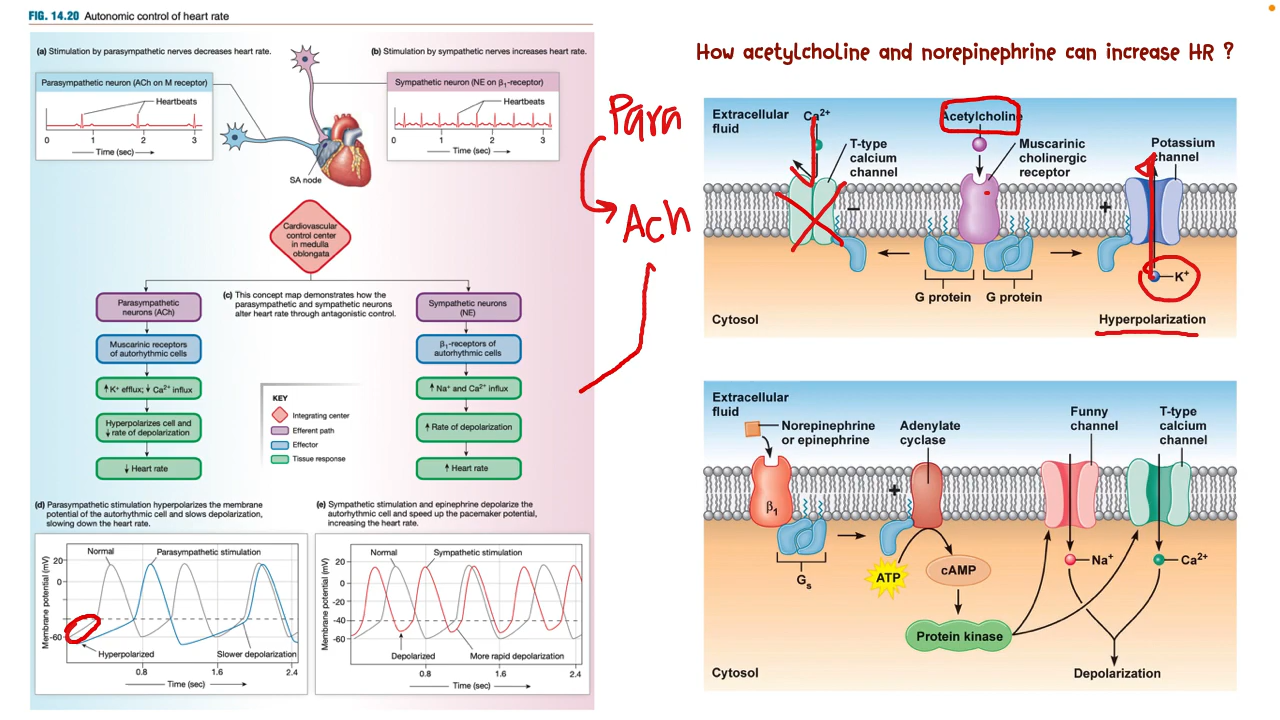 FIG. 14.20 Autonomic control of heart rate
(a) Stimulation by parasympathetic nerves decreases heart rate.
(b) Stimulation by sympathetic nerves increases heart rate.
Parasympathetic neuron (ACh on M receptor)
Heartbeats
0 1 2 3
Time (sec)
Sympathetic neuron (NE on β1-receptor)
Heartbeats
0 1 2 3
Time (sec)
SA node
Cardiovascular
control center
in medulla
oblongata
Parasympathetic
neurons (ACh)
(c) This concept map demonstrates how the
parasympathetic and sympathetic neurons
alter heart rate through antagonistic control.
Sympathetic neurons
(NE)
Muscarinic receptors
of autorhythmic cells
β1-receptors of
autorhythmic cells
↑ K+ efflux; ↓ Ca2+ influx
↑ Na+ and Ca2+ influx
Hyperpolarizes cell and
↓ rate of depolarization
↑ Rate of depolarization
↓ Heart rate
↑ Heart rate
KEY
Integrating center
Efferent path
Effector
Tissue response
(d) Parasympathetic stimulation hyperpolarizes the membrane
potential of the autorhythmic cell and slows depolarization,
slowing down the heart rate.
Normal
Parasympathetic stimulation
Membrane potential (mV)
20
0
-60
Hyperpolarized
Slower depolarization
0.8 1.6 2.4
Time (sec)
(e) Sympathetic stimulation and epinephrine depolarize the
autorhythmic cell and speed up the pacemaker potential,
increasing the heart rate.
Normal
Sympathetic stimulation
Membrane potential (mV)
20
0
-20
-40
-60
Depolarized
More rapid depolarization
0.8 1.6 2.4
Time (sec)
Para
Ach
How acetylcholine and norepinephrine can increase HR ?
Extracellular
fluid
Ca2+
T-type
calcium
channel
Acetylcholine
Muscarinic
cholinergic
receptor
Potassium
channel
−
+
K+
G protein
G protein
Hyperpolarization
Cytosol
Extracellular
fluid
Norepinephrine
or epinephrine
Adenylate
cyclase
Funny
channel
T-type
calcium
channel
β1
+
Gs
ATP
cAMP
Na+
Ca2+
Protein kinase
Cytosol
Depolarization